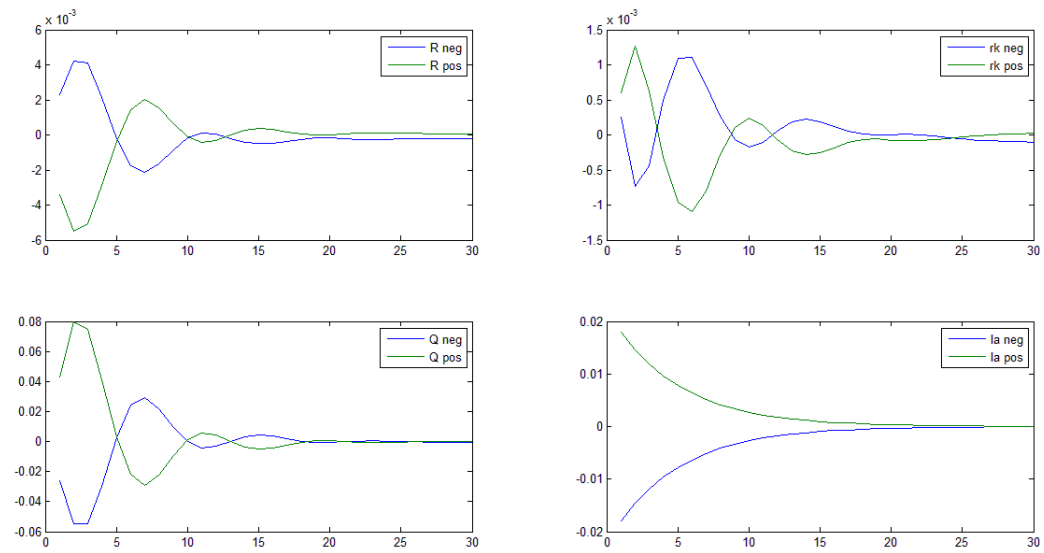 x 10⁻³
6
4
2
0
-2
-4
-6
0 5 10 15 20 25 30
R neg
R pos
x 10⁻³
1.5
1
0.5
0
-0.5
-1
-1.5
0 5 10 15 20 25 30
rk neg
rk pos
0.08
0.06
0.04
0.02
0
-0.02
-0.04
-0.06
0 5 10 15 20 25 30
Q neg
Q pos
0.02
0.01
0
-0.01
-0.02
0 5 10 15 20 25 30
la neg
la pos